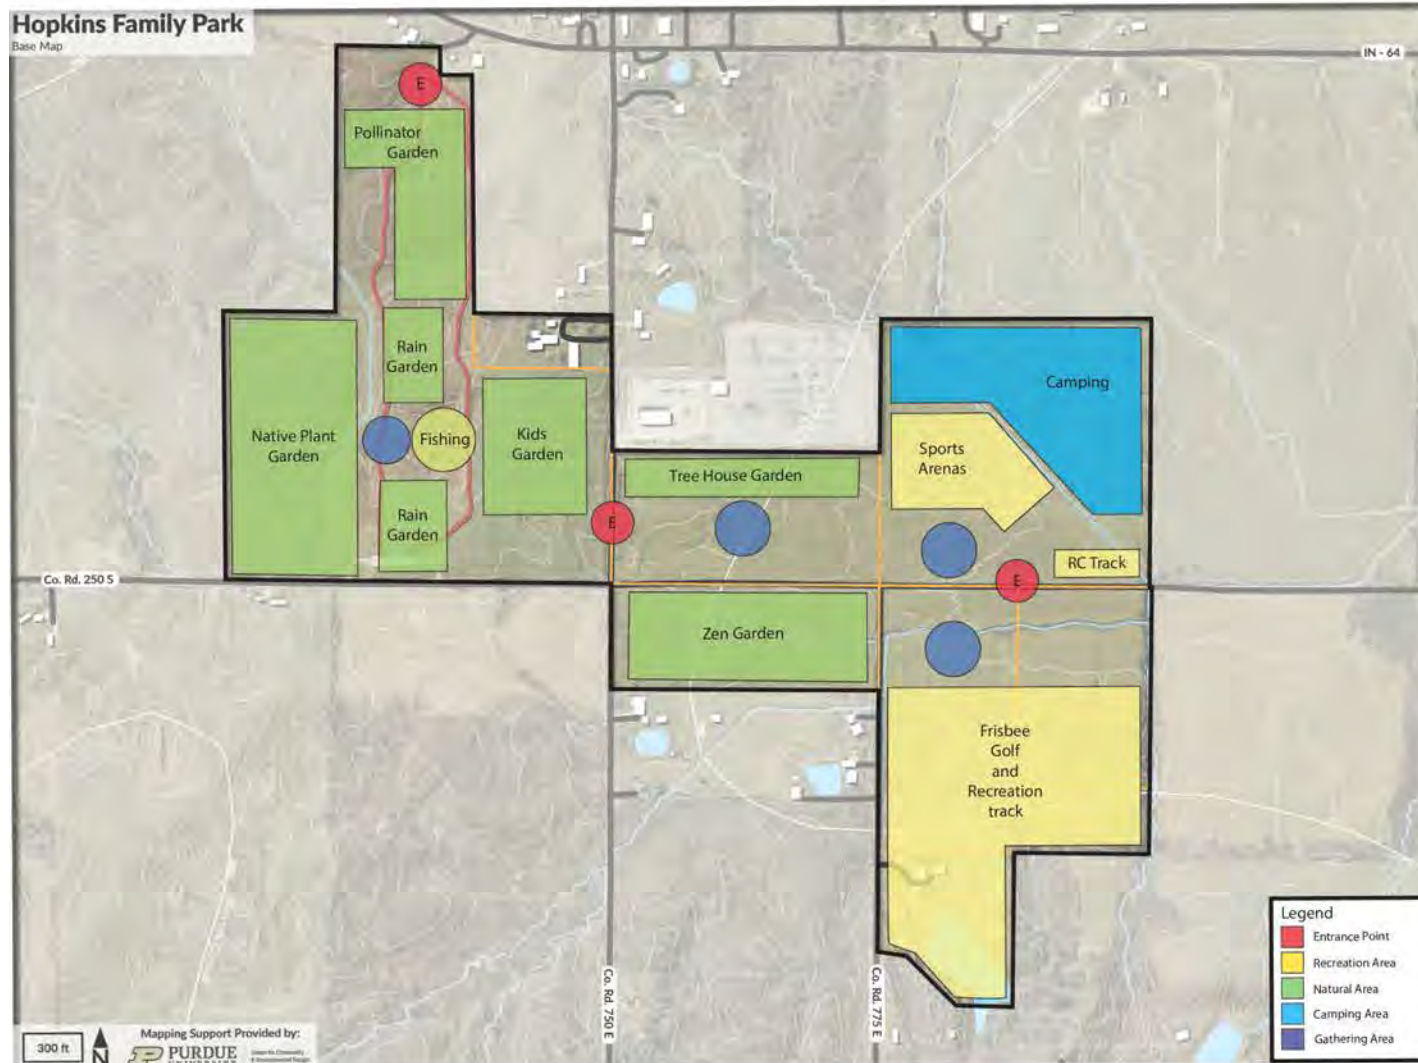 Hopkins Family Park
Base Map
IN - 64
E
Pollinator
Garden
Rain
Garden
Native Plant
Garden
Fishing
Kids
Garden
Rain
Garden
E
Tree House Garden
Camping
Sports
Arenas
RC Track
E
Co. Rd. 250 S
Zen Garden
Frisbee
Golf
and
Recreation
track
Co. Rd. 750 E
Co. Rd. 775 E
Legend
Entrance Point
Recreation Area
Natural Area
Camping Area
Gathering Area
300 ft
N
Mapping Support Provided by:
PURDUE